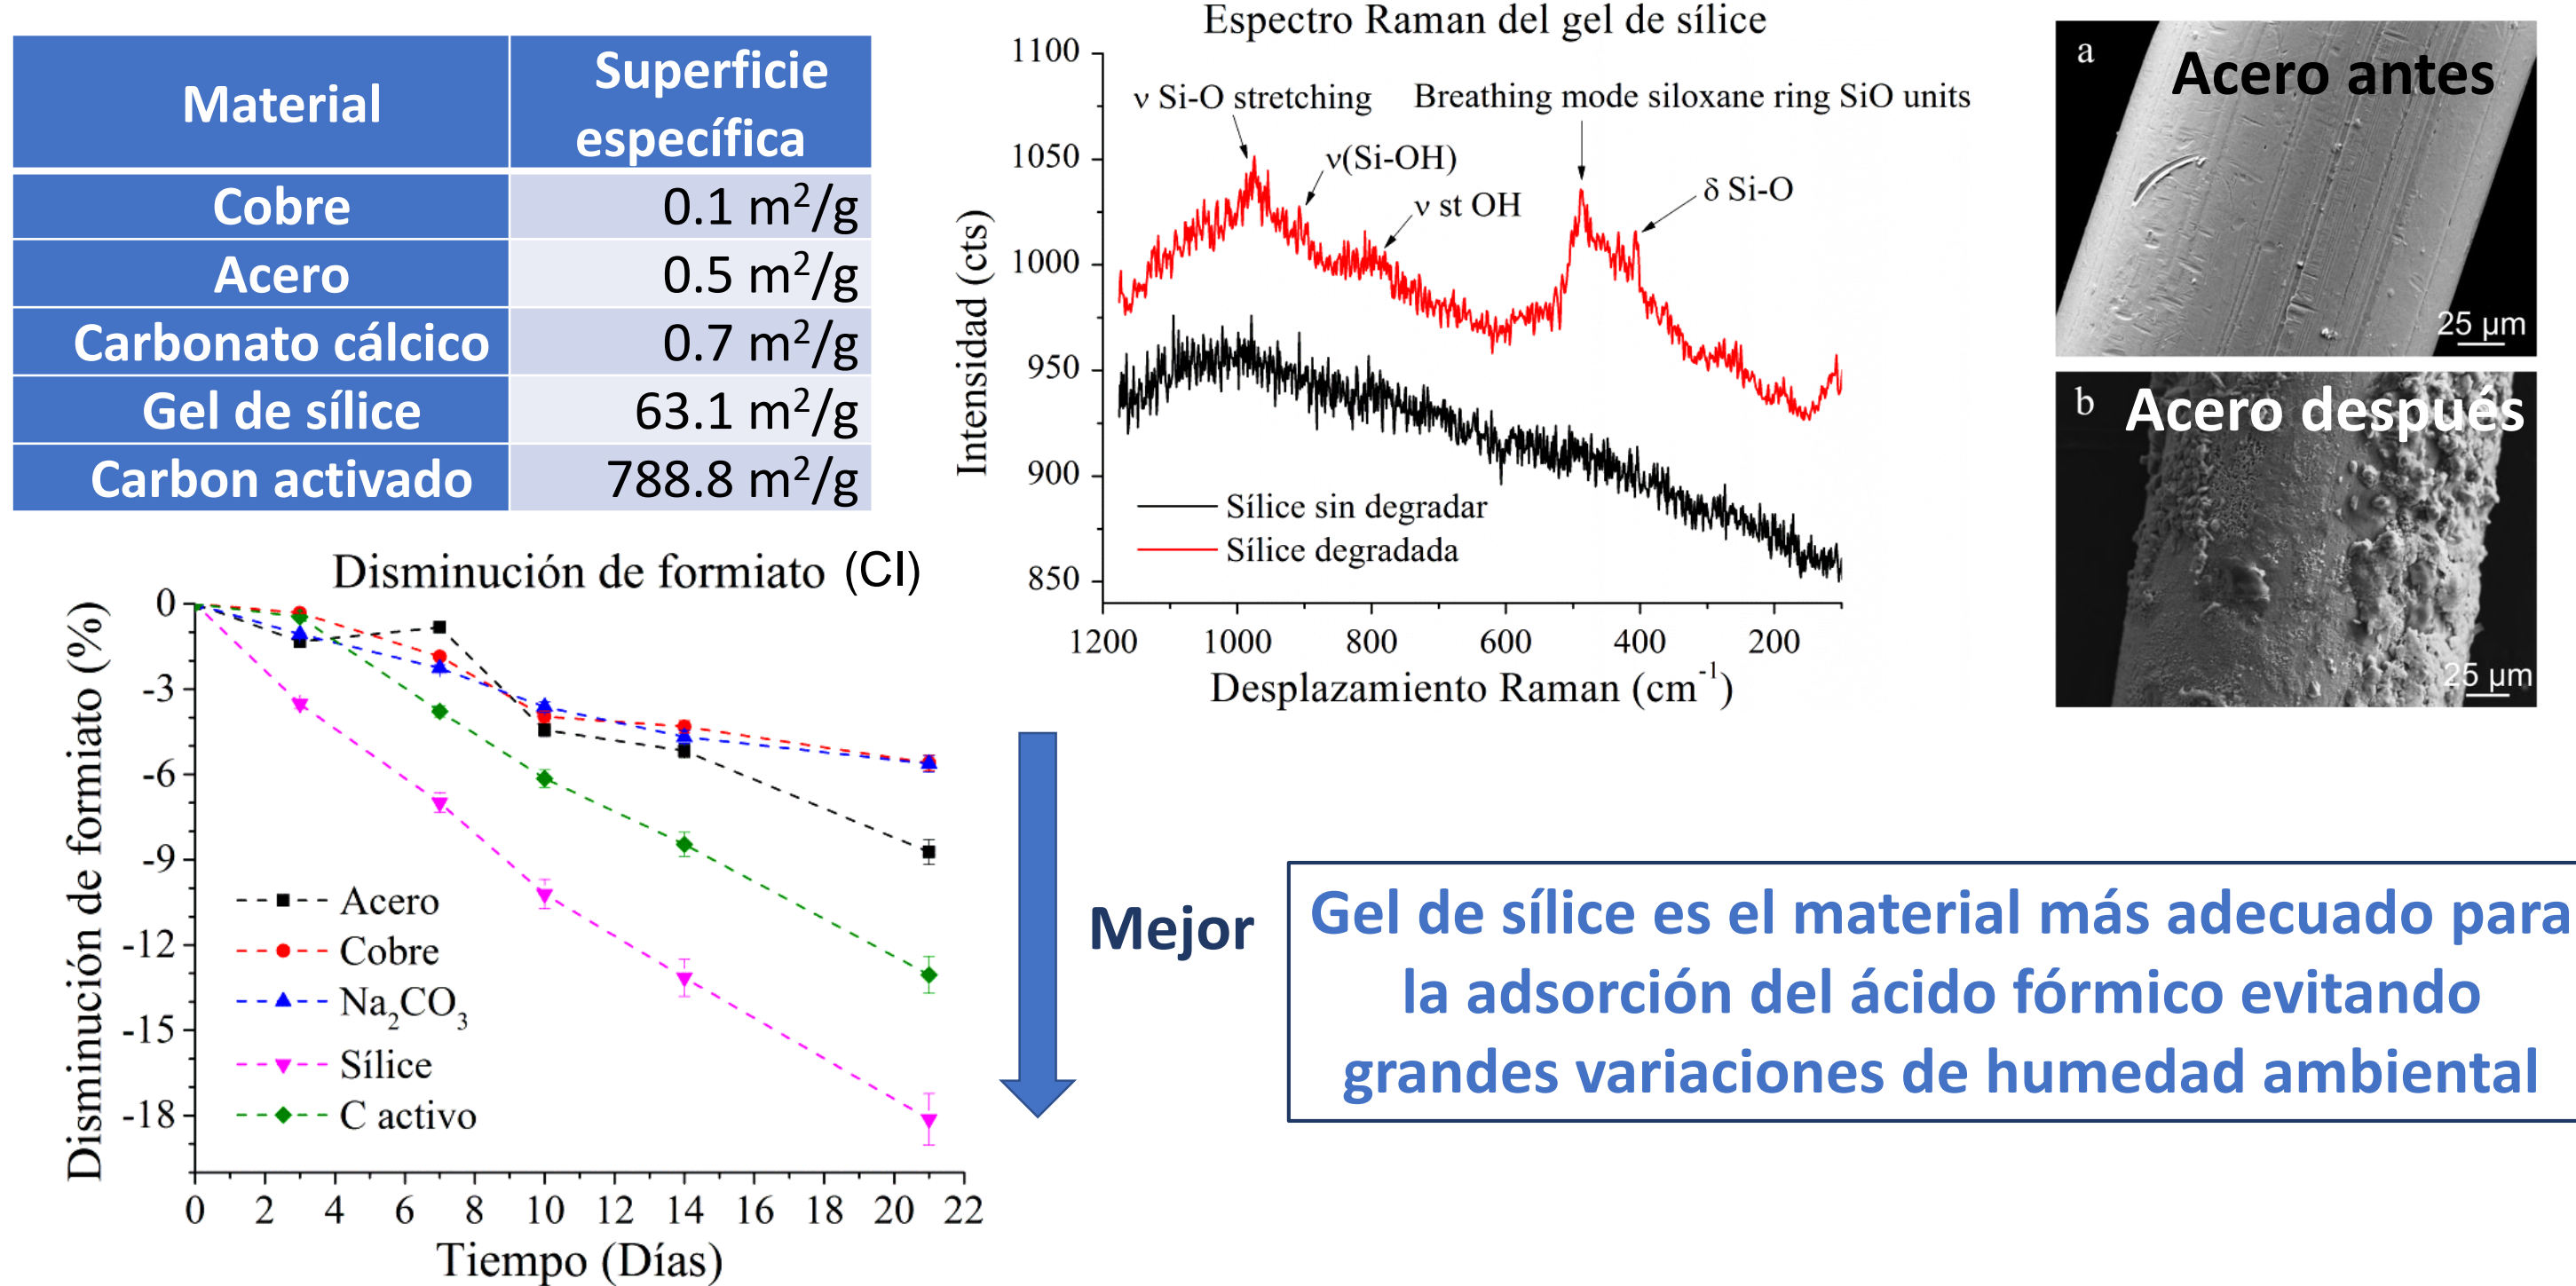 Material
Superficie
específica
Cobre
0.1 m²/g
Acero
0.5 m²/g
Carbonato cálcico
0.7 m²/g
Gel de sílice
63.1 m²/g
Carbon activado
788.8 m²/g
Espectro Raman del gel de sílice
ν Si-O stretching
Breathing mode siloxane ring SiO units
ν(Si-OH)
ν st OH
δ Si-O
Intensidad (cts)
1100
1050
1000
950
900
850
Sílice sin degradar
Sílice degradada
1200 1000 800 600 400 200
Desplazamiento Raman (cm⁻¹)
a
Acero antes
25 µm
b
Acero después
25 µm
Disminución de formiato (CI)
Disminución de formiato (%)
0
-3
-6
-9
-12
-15
-18
Acero
Cobre
Na₂CO₃
Sílice
C activo
0 2 4 6 8 10 12 14 16 18 20 22
Tiempo (Días)
Mejor
Gel de sílice es el material más adecuado para
la adsorción del ácido fórmico evitando
grandes variaciones de humedad ambiental